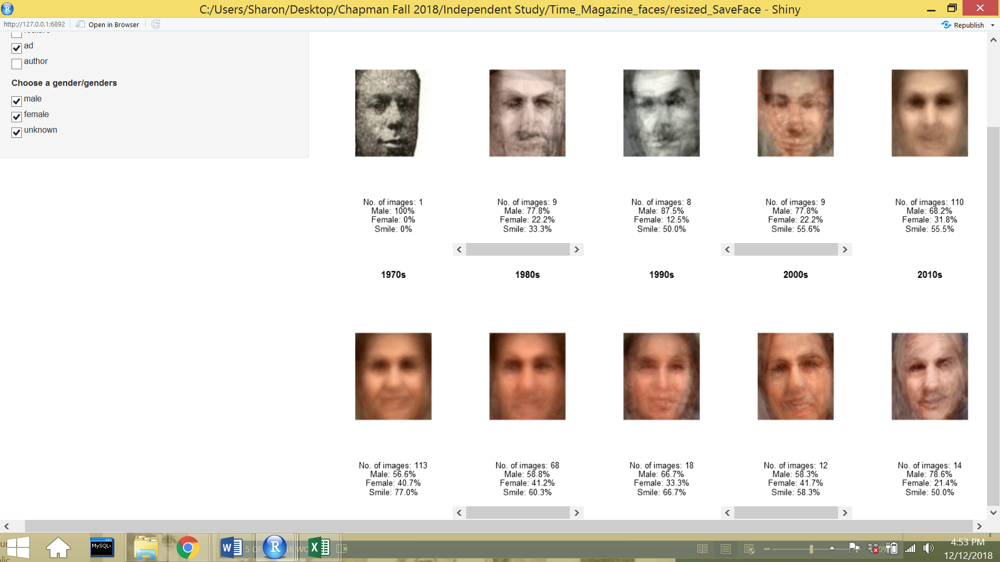 C:/Users/Sharon/Desktop/Chapman Fall 2018/Independent Study/Time_Magazine_faces/resized_SaveFace - Shiny
http://127.0.0.1:6892
Open in Browser
Republish
ad
author
Choose a gender/genders
male
female
unknown
No. of images: 1
Male: 100%
Female: 0%
Smile: 0%
No. of images: 9
Male: 77.8%
Female: 22.2%
Smile: 33.3%
No. of images: 8
Male: 87.5%
Female: 12.5%
Smile: 50.0%
No. of images: 9
Male: 77.8%
Female: 22.2%
Smile: 55.6%
No. of images: 110
Male: 68.2%
Female: 31.8%
Smile: 55.5%
1970s
1980s
1990s
2000s
2010s
No. of images: 113
Male: 56.6%
Female: 40.7%
Smile: 77.0%
No. of images: 68
Male: 58.8%
Female: 41.2%
Smile: 60.3%
No. of images: 18
Male: 66.7%
Female: 33.3%
Smile: 66.7%
No. of images: 12
Male: 58.3%
Female: 41.7%
Smile: 58.3%
No. of images: 14
Male: 78.6%
Female: 21.4%
Smile: 50.0%
MySQL>
4:53 PM
12/12/2018